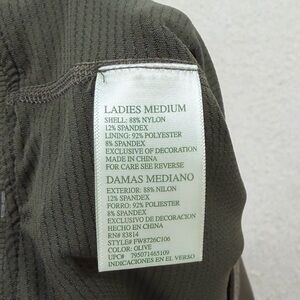 LADIES MEDIUM
SHELL: 88% NYLON
12% SPANDEX
LINING: 92% POLYESTER
8% SPANDEX
EXCLUSIVE OF DECORATION
MADE IN CHINA
FOR CARE SEE REVERSE
DAMAS MEDIANO
EXTERIOR: 88% NILON
12% SPANDEX
FORRO: 92% POLIESTER
8% SPANDEX
EXCLUSIVO DE DECORACION
HECHO EN CHINA
RN# 83814
STYLE# FW8726C106
COLOR: OLIVE
UPC# 795071465109
INDICACIONES EN EL VERSO